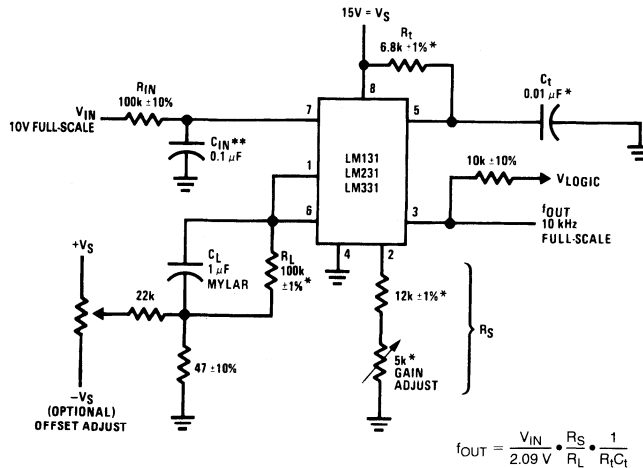 15V = VS
Rt
6.8k ±1%*
Ct
0.01 µF*
RIN
100k ±10%
VIN
10V FULL-SCALE
CIN**
0.1 µF
8
7
5
1
6
3
4
2
LM131
LM231
LM331
10k ±10%
VLOGIC
fOUT
10 kHz
FULL-SCALE
CL
1 µF
MYLAR
RL
100k
±1%*
+VS
22k
47 ±10%
–VS
(OPTIONAL)
OFFSET ADJUST
12k ±1%*
5k*
GAIN
ADJUST
RS
fOUT = VIN/2.09 V • RS/RL • 1/RtCt